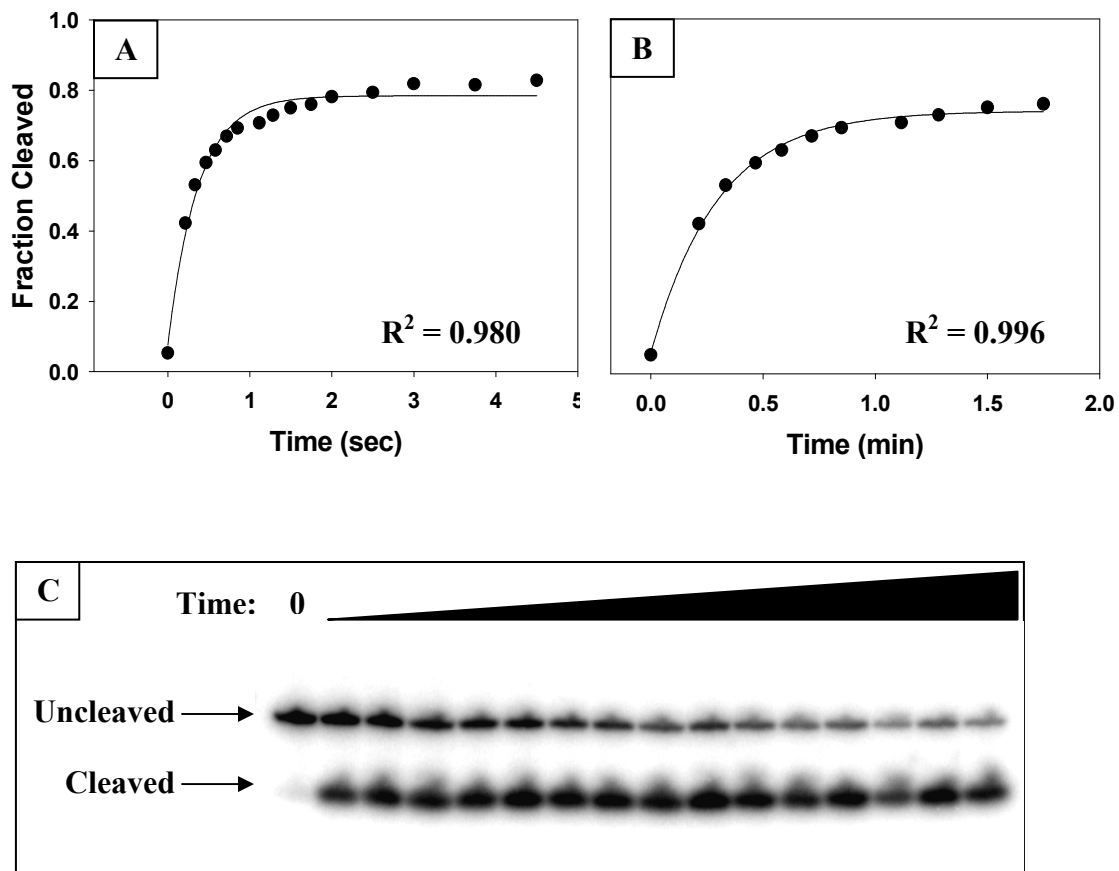 A
B
1.0
0.8
0.6
0.4
0.2
0.0
Fraction Cleaved
R² = 0.980
R² = 0.996
0 1 2 3 4 5
0.0 0.5 1.0 1.5 2.0
Time (sec)
Time (min)
C
Time: 0
Uncleaved
Cleaved